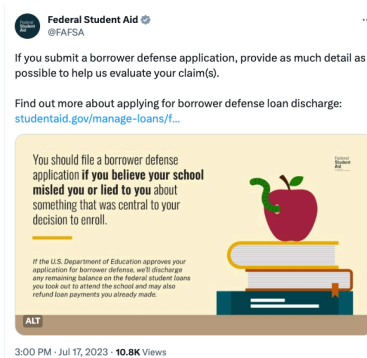 Federal Student Aid
@FAFSA
If you submit a borrower defense application, provide as much detail as
possible to help us evaluate your claim(s).
Find out more about applying for borrower defense loan discharge:
studentaid.gov/manage-loans/f...
You should file a borrower defense
application if you believe your school
misled you or lied to you about
something that was central to your
decision to enroll.
If the U.S. Department of Education approves your
application for borrower defense, we'll discharge
any remaining balance on the federal student loans
you took out to attend the school and may also
refund loan payments you already made.
Federal
Student
Aid
ALT
3:00 PM · Jul 17, 2023 · 10.8K Views